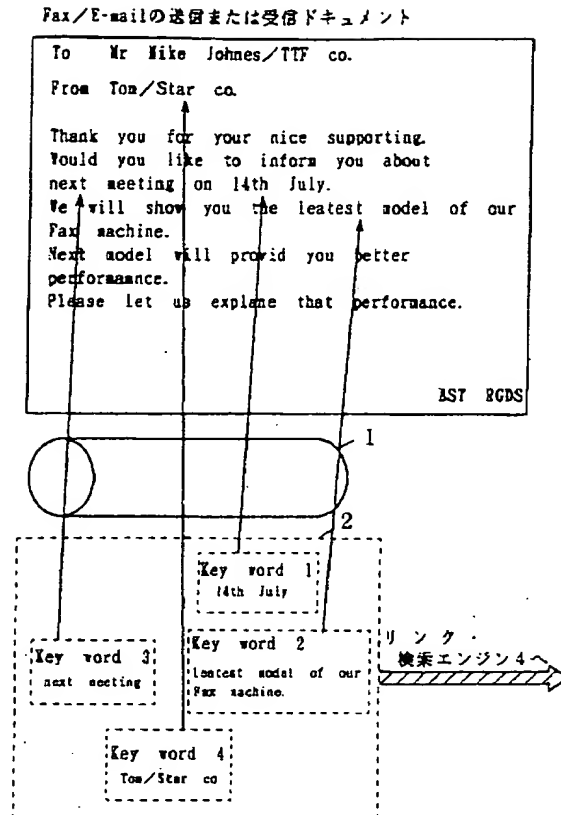 Fax/E-mailの送信または受信ドキュメント
To Mr Mike Johnes/TTF co.
From Tom/Star co.
Thank you for your nice supporting.
Would you like to inform you about
next meeting on 14th July.
We will show you the leatest model of our
Fax machine.
Next model will provid you better
performamnce.
Please let us explane that performance.
BST RGDS
1
2
Key word 1
14th July
Key word 2
Leatest model of our
Fax machine.
Key word 3
next meeting
Key word 4
Tom/Star co
リンク・
検索エンジン4へ